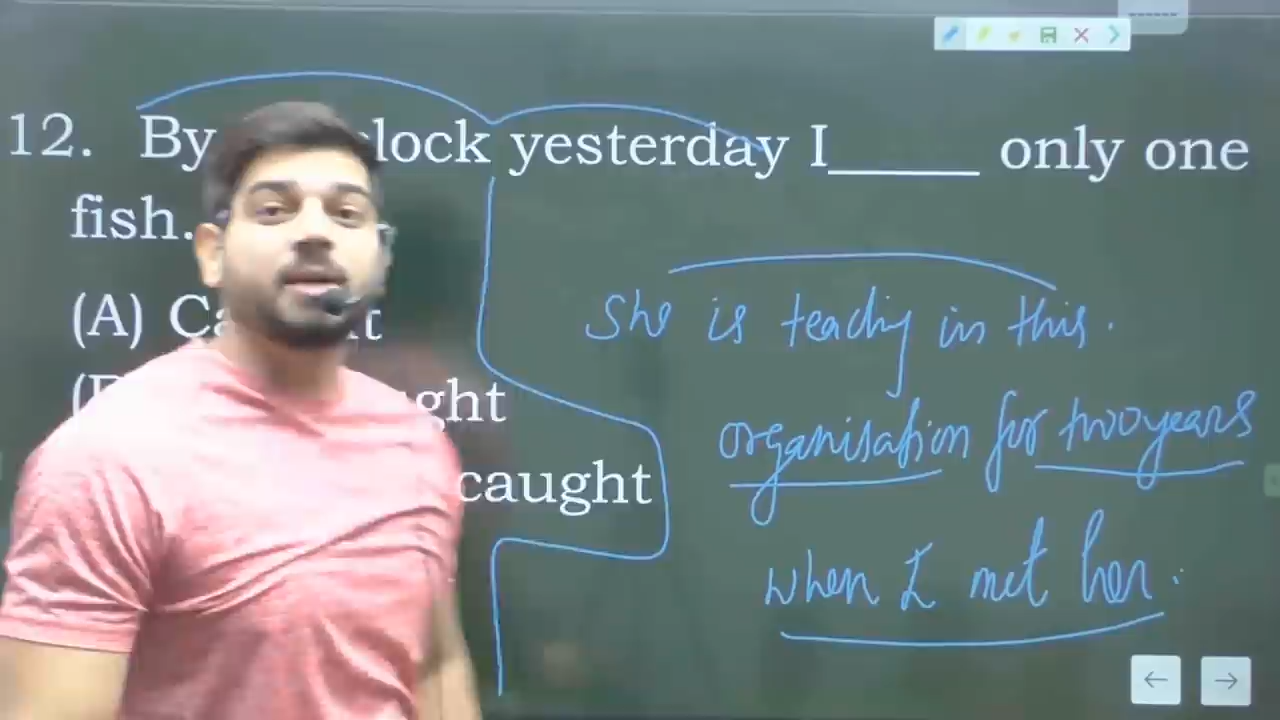 12. By clock yesterday I_____ only one
fish.
(A) Ca t
ght
caught
She is teaching in this.
organisation for two years
when I met her.